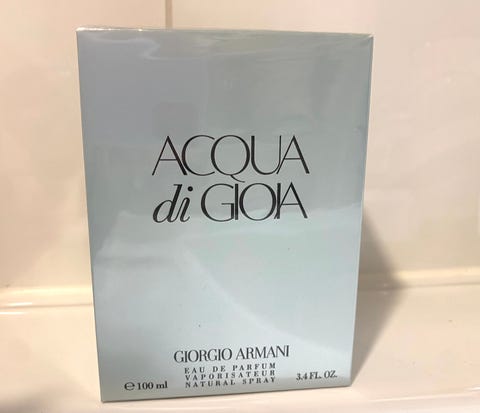 ACQUA
di GIOIA
GIORGIO ARMANI
EAU DE PARFUM
VAPORISATEUR
℮ 100 ml NATURAL SPRAY 3.4 FL. OZ.